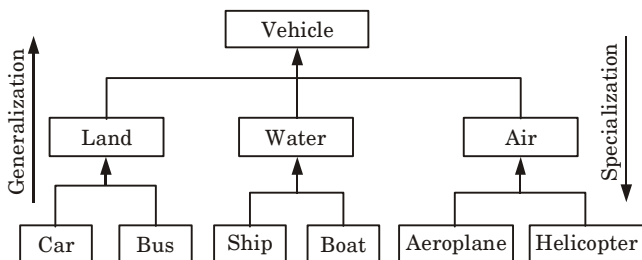 Vehicle
Generalization
Specialization
Land
Water
Air
Car
Bus
Ship
Boat
Aeroplane
Helicopter